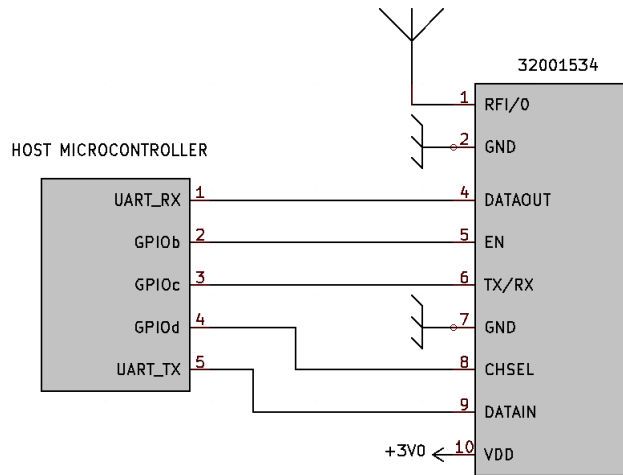 32001534
1 RFI/0
2 GND
HOST MICROCONTROLLER
UART_RX 1 4 DATAOUT
GPIOb 2 5 EN
GPIOc 3 6 TX/RX
GPIOd 4 7 GND
UART_TX 5 8 CHSEL
9 DATAIN
+3V0 10 VDD